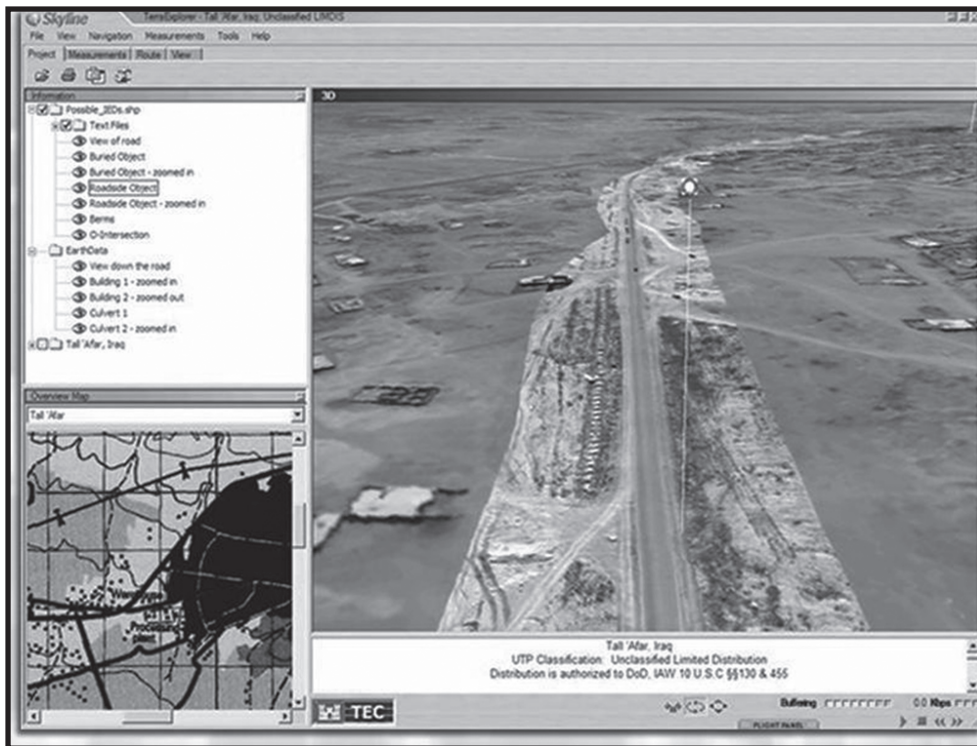 Skyline
TerraExplorer - Tall 'Afar, Iraq, Unclassified LIMDIS
File View Navigation Measurements Tools Help
Project Measurements Route View
Information
Possible_IEDs.shp
Text Files
View of road
Buried Object
Buried Object - zoomed in
Roadside Object
Roadside Object - zoomed in
Berms
O-Intersection
EarthData
View down the road
Building 1 - zoomed in
Building 2 - zoomed out
Culvert 1
Culvert 2 - zoomed in
Tall 'Afar, Iraq
Overview Map
Tall 'Afar
plant
3D
Tall 'Afar, Iraq
UTP Classification: Unclassified Limited Distribution
Distribution is authorized to DoD, IAW 10 U.S.C §§130 & 455
TEC
Buffering
0.0 Kbps
FLIGHT PANEL